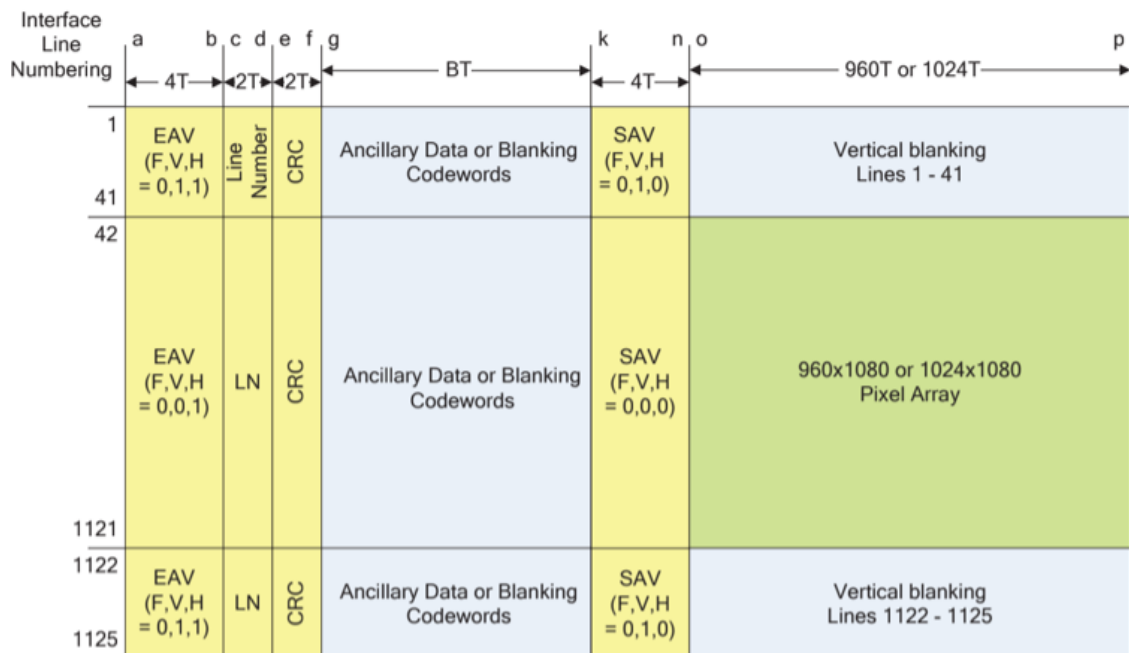 Interface
Line
Numbering
a b c d e f g k n o p
4T 2T 2T BT 4T 960T or 1024T
1
41
EAV
(F,V,H
= 0,1,1)
Line
Number
CRC
Ancillary Data or Blanking
Codewords
SAV
(F,V,H
= 0,1,0)
Vertical blanking
Lines 1 - 41
42
1121
EAV
(F,V,H
= 0,0,1)
LN
CRC
Ancillary Data or Blanking
Codewords
SAV
(F,V,H
= 0,0,0)
960x1080 or 1024x1080
Pixel Array
1122
1125
EAV
(F,V,H
= 0,1,1)
LN
CRC
Ancillary Data or Blanking
Codewords
SAV
(F,V,H
= 0,1,0)
Vertical blanking
Lines 1122 - 1125